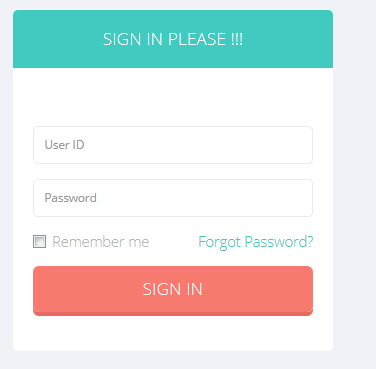 SIGN IN PLEASE !!!
User ID
Password
Remember me Forgot Password?
SIGN IN